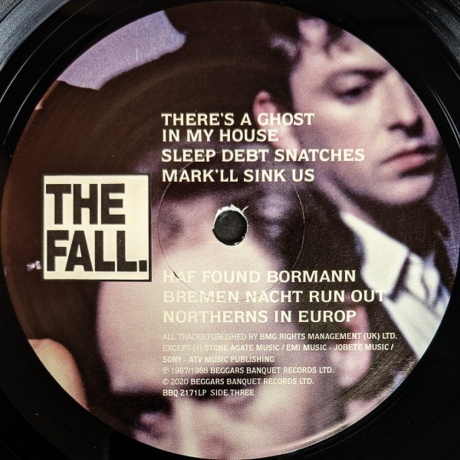 THERE'S A GHOST
IN MY HOUSE
SLEEP DEBT SNATCHES
MARK'LL SINK US
THE
FALL.
HAF FOUND BORMANN
BREMEN NACHT RUN OUT
NORTHERNS IN EUROP
ALL TRACKS PUBLISHED BY BMG RIGHTS MANAGEMENT (UK) LTD.
EXCEPT (1) STONE AGATE MUSIC / EMI MUSIC - JOBETE MUSIC /
SONY - ATV MUSIC PUBLISHING
℗ 1987/1988 BEGGARS BANQUET RECORDS LTD.
© 2020 BEGGARS BANQUET RECORDS LTD.
BBQ 2171LP SIDE THREE